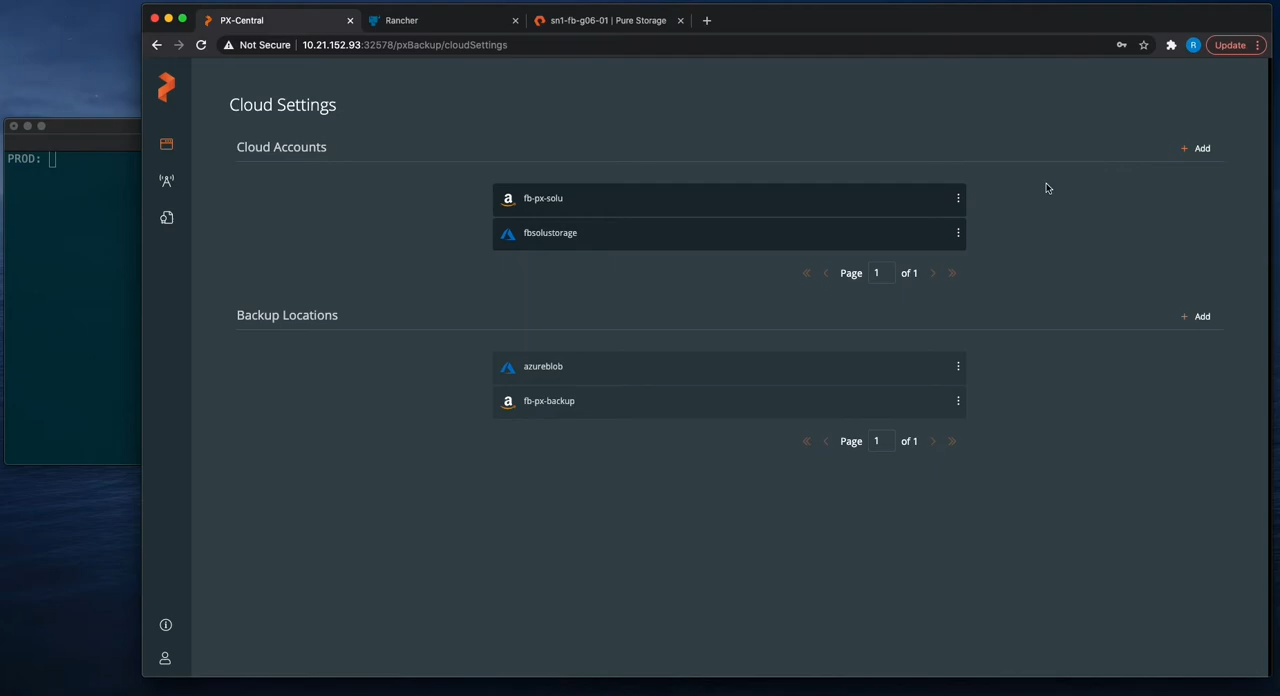 PX-Central
Rancher
sn1-fb-g06-01 | Pure Storage
Not Secure
10.21.152.93:32578/pxBackup/cloudSettings
R
Update
PROD:
Cloud Settings
Cloud Accounts
+ Add
a fb-px-solu
fbsolustorage
Page 1 of 1
Backup Locations
+ Add
azureblob
a fb-px-backup
Page 1 of 1